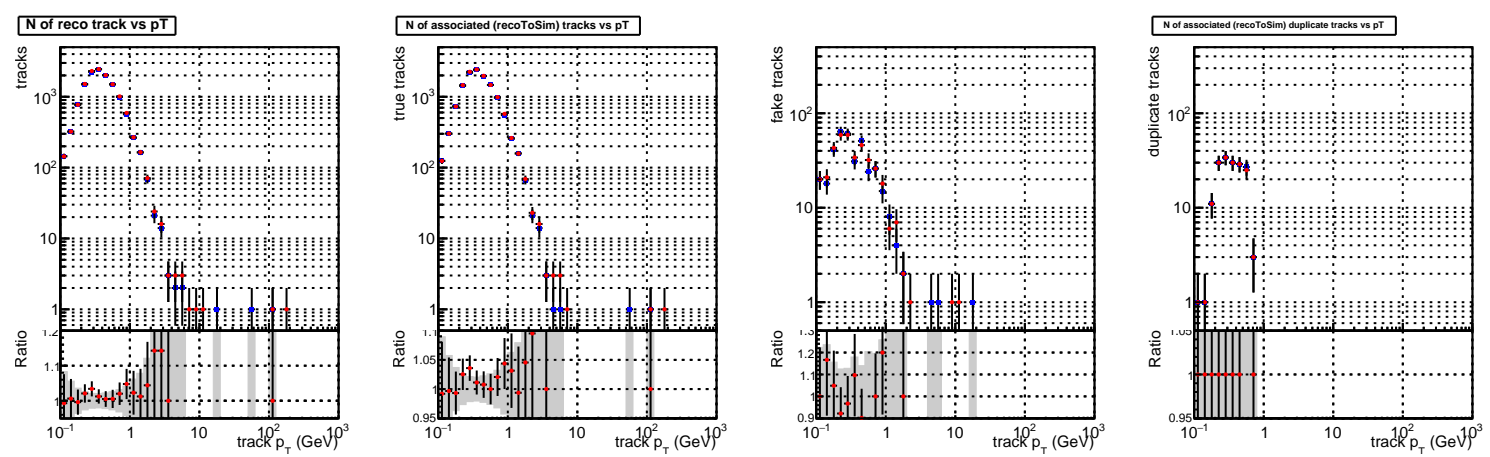 N of reco track vs pT
tracks
10³
10²
10
1
Ratio
1.2
1.1
1
10⁻¹ 1 10 10² 10³
track p_T (GeV)
N of associated (recoToSim) tracks vs pT
true tracks
10³
10²
10
1
Ratio
1.1
1.05
1
0.95
10⁻¹ 1 10 10² 10³
track p_T (GeV)
fake tracks
10²
10
1
Ratio
1.3
1.2
1.1
1
0.9
10⁻¹ 1 10 10² 10³
track p_T (GeV)
N of associated (recoToSim) duplicate tracks vs pT
duplicate tracks
10²
10
1
Ratio
1.05
1
0.95
10⁻¹ 1 10 10² 10³
track p_T (GeV)